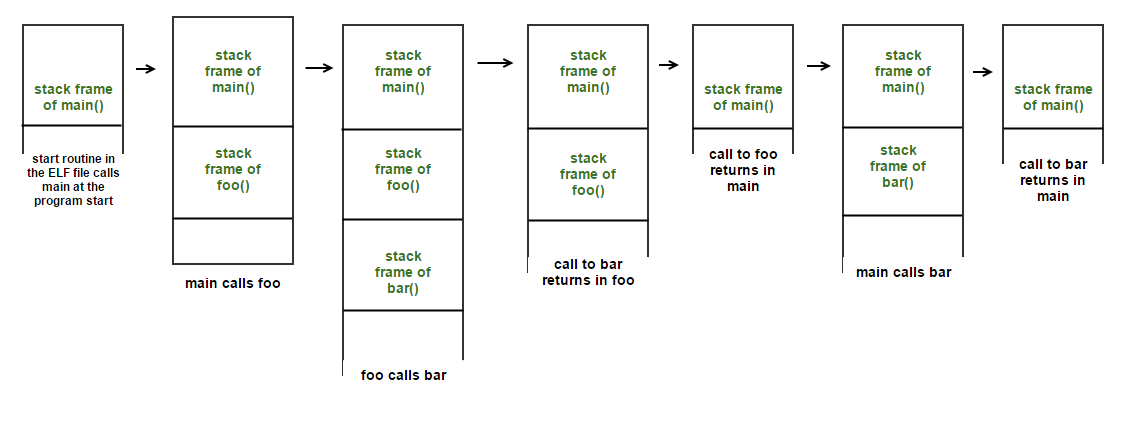 stack frame
of main()
start routine in
the ELF file calls
main at the
program start
stack
frame of
main()
stack
frame of
foo()
main calls foo
stack
frame of
main()
stack
frame of
foo()
stack
frame of
bar()
foo calls bar
stack
frame of
main()
stack
frame of
foo()
call to bar
returns in foo
stack frame
of main()
call to foo
returns in
main
stack
frame of
main()
stack
frame of
bar()
main calls bar
stack frame
of main()
call to bar
returns in
main